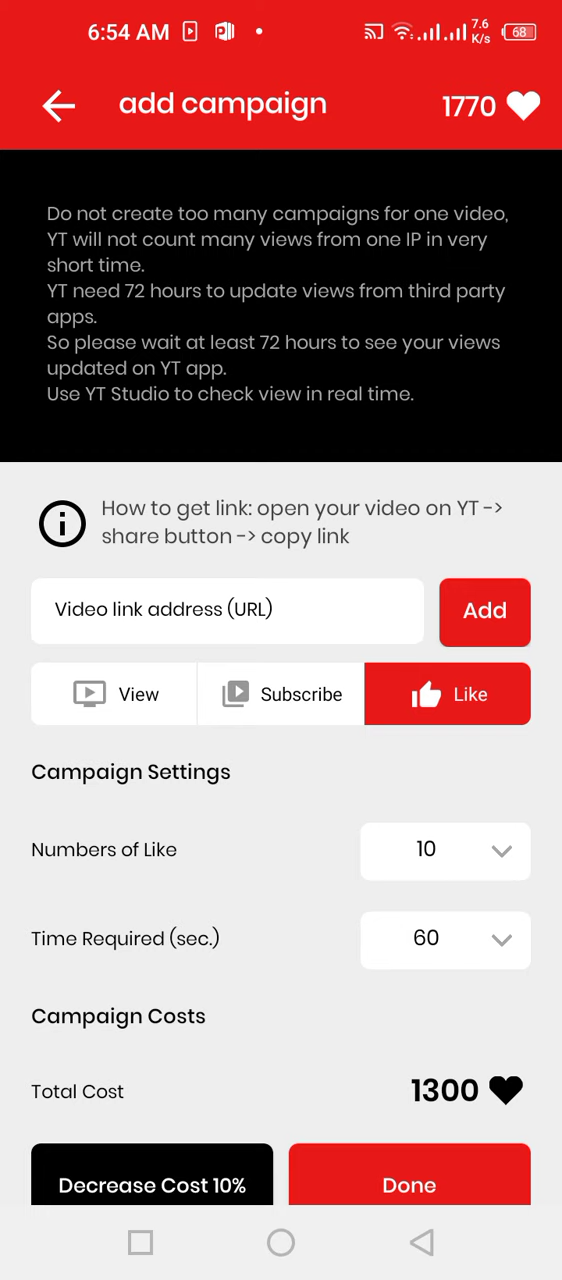 6:54 AM 7.6 K/s 68
add campaign 1770
Do not create too many campaigns for one video,
YT will not count many views from one IP in very
short time.
YT need 72 hours to update views from third party
apps.
So please wait at least 72 hours to see your views
updated on YT app.
Use YT Studio to check view in real time.
How to get link: open your video on YT ->
share button -> copy link
Video link address (URL) Add
View Subscribe Like
Campaign Settings
Numbers of Like 10
Time Required (sec.) 60
Campaign Costs
Total Cost 1300
Decrease Cost 10% Done